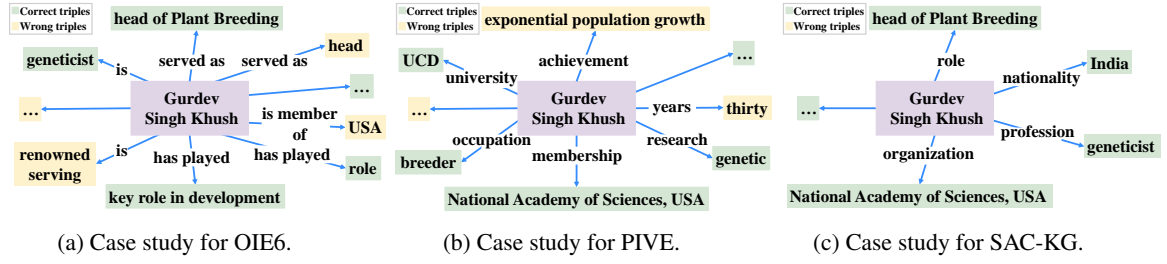 Correct triples
Wrong triples
head of Plant Breeding
geneticist
is
served as
served as
head
...
Gurdev
Singh Khush
...
is member
of
USA
renowned
serving
is
has played
has played
role
key role in development
(a) Case study for OIE6.
Correct triples
Wrong triples
exponential population growth
UCD
university
achievement
...
Gurdev
Singh Khush
...
years
thirty
occupation
research
breeder
membership
genetic
National Academy of Sciences, USA
(b) Case study for PIVE.
Correct triples
Wrong triples
head of Plant Breeding
role
nationality
India
...
Gurdev
Singh Khush
profession
geneticist
organization
National Academy of Sciences, USA
(c) Case study for SAC-KG.